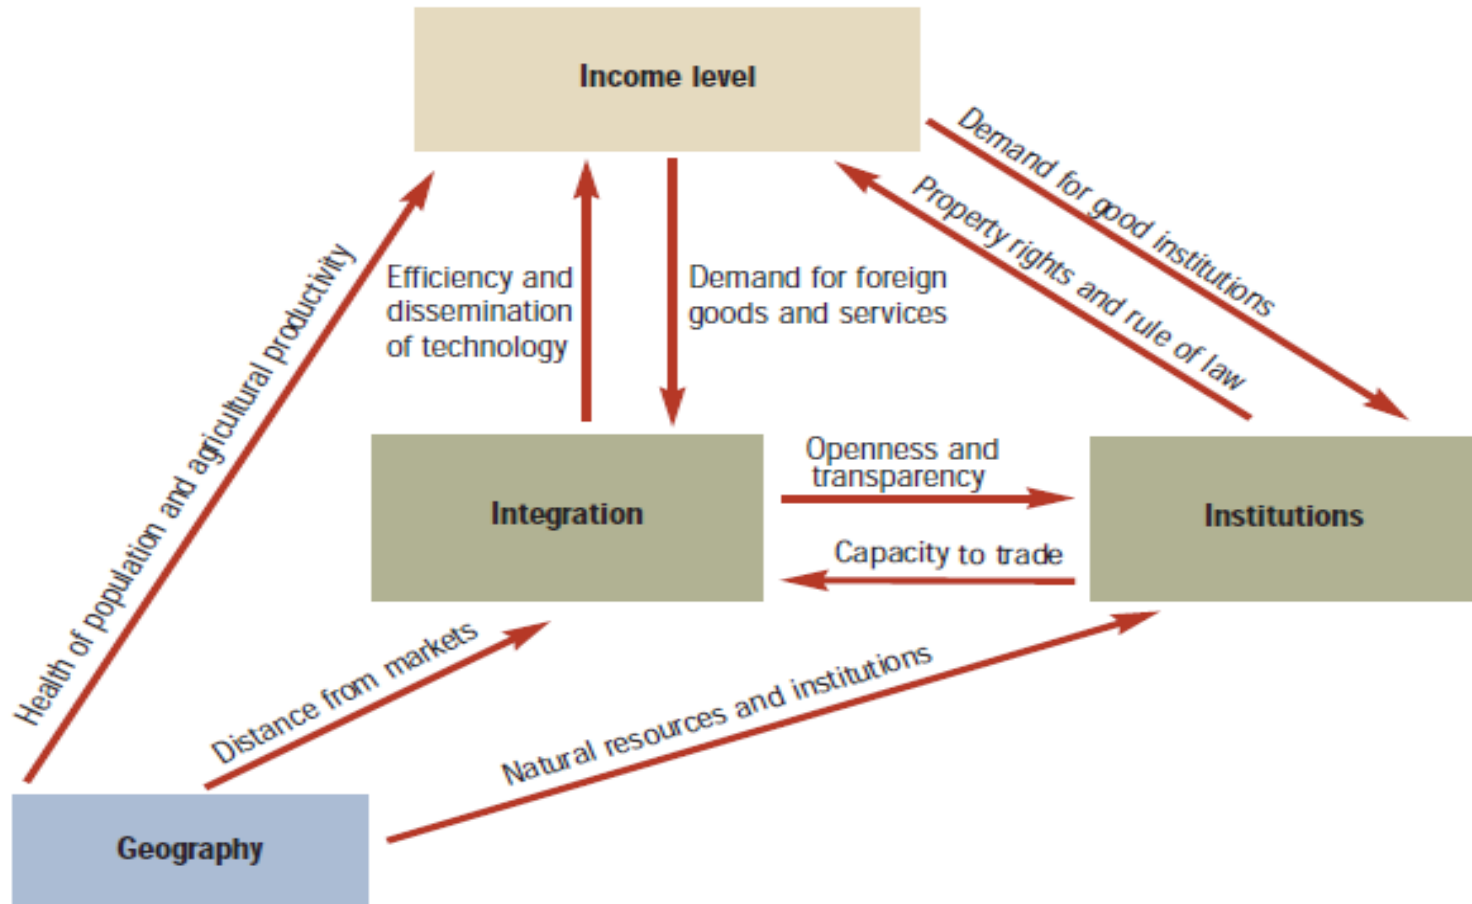 Income level
Demand for good institutions
Property rights and rule of law
Efficiency and
dissemination
of technology
Demand for foreign
goods and services
Health of population and agricultural productivity
Integration
Openness and
transparency
Capacity to trade
Institutions
Distance from markets
Natural resources and institutions
Geography